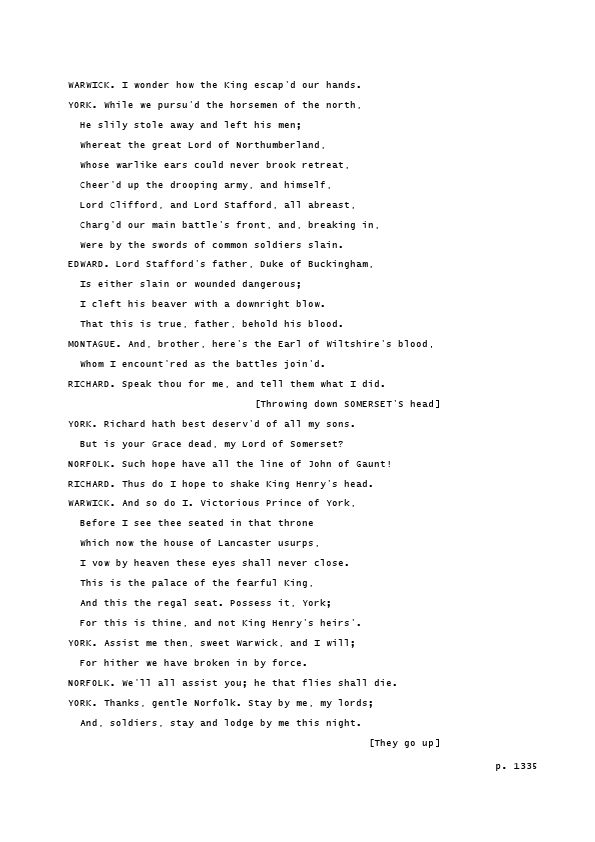 WARWICK. I wonder how the King escap'd our hands.
YORK. While we pursu'd the horsemen of the north,
He slily stole away and left his men;
Whereat the great Lord of Northumberland,
Whose warlike ears could never brook retreat,
Cheer'd up the drooping army, and himself,
Lord Clifford, and Lord Stafford, all abreast,
Charg'd our main battle's front, and, breaking in,
Were by the swords of common soldiers slain.
EDWARD. Lord Stafford's father, Duke of Buckingham,
Is either slain or wounded dangerous;
I cleft his beaver with a downright blow.
That this is true, father, behold his blood.
MONTAGUE. And, brother, here's the Earl of Wiltshire's blood,
Whom I encount'red as the battles join'd.
RICHARD. Speak thou for me, and tell them what I did.
[Throwing down SOMERSET'S head]
YORK. Richard hath best deserv'd of all my sons.
But is your Grace dead, my Lord of Somerset?
NORFOLK. Such hope have all the line of John of Gaunt!
RICHARD. Thus do I hope to shake King Henry's head.
WARWICK. And so do I. Victorious Prince of York,
Before I see thee seated in that throne
Which now the house of Lancaster usurps,
I vow by heaven these eyes shall never close.
This is the palace of the fearful King,
And this the regal seat. Possess it, York;
For this is thine, and not King Henry's heirs'.
YORK. Assist me then, sweet Warwick, and I will;
For hither we have broken in by force.
NORFOLK. We'll all assist you; he that flies shall die.
YORK. Thanks, gentle Norfolk. Stay by me, my lords;
And, soldiers, stay and lodge by me this night.
[They go up]
p. 1335